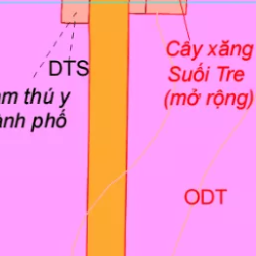 DTS
thú y
ành phố
Cây xăng
Suối Tre
(mở rộng)
ODT